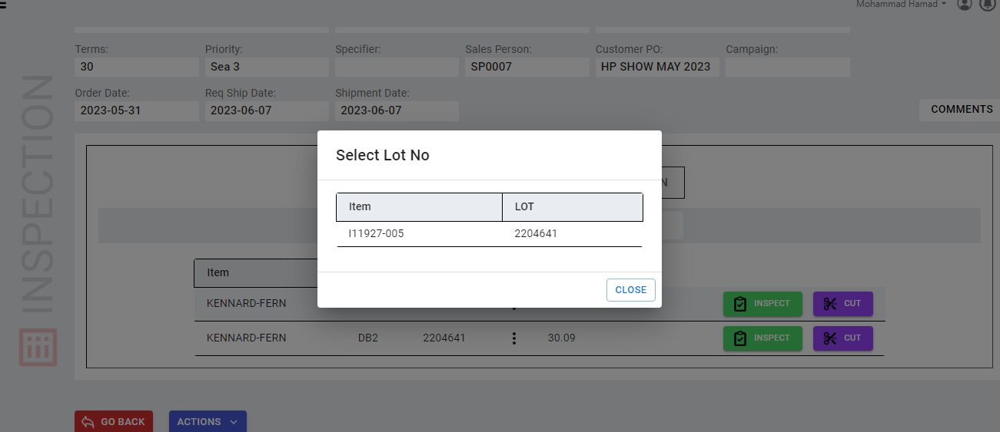 Mohammad Hamad
Terms: Priority: Specifier: Sales Person: Customer PO: Campaign:
30 Sea 3 SP0007 HP SHOW MAY 2023
Order Date: Req Ship Date: Shipment Date:
2023-05-31 2023-06-07 2023-06-07
COMMENTS
INSPECTION
Select Lot No
N
Item LOT
I11927-005 2204641
CLOSE
Item
KENNARD-FERN INSPECT CUT
KENNARD-FERN DB2 2204641 30.09 INSPECT CUT
GO BACK ACTIONS